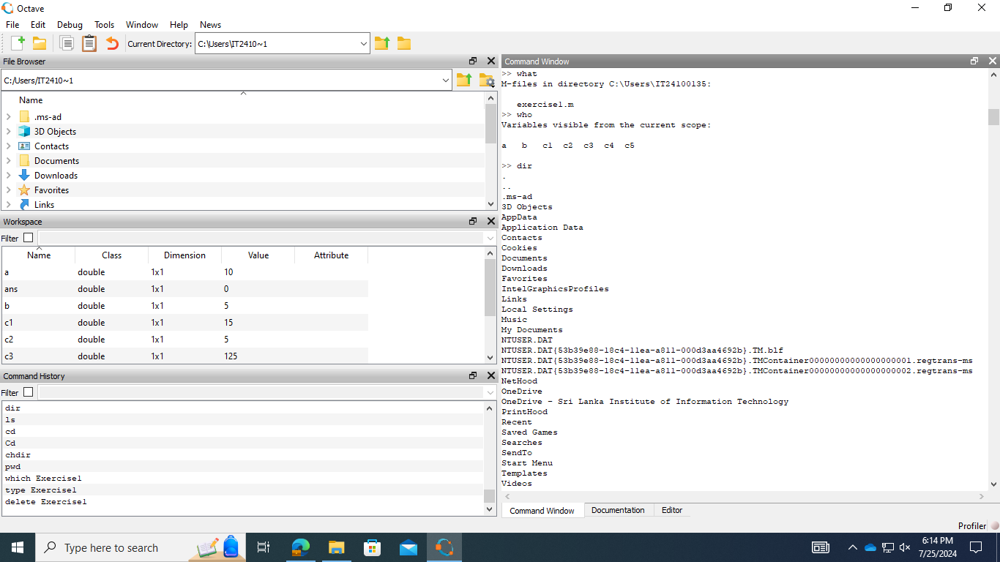 Octave
File Edit Debug Tools Window Help News
Current Directory: C:\Users\IT2410~1
File Browser
C:/Users/IT2410~1
Name
.ms-ad
3D Objects
Contacts
Documents
Downloads
Favorites
Links
Workspace
Filter
Name Class Dimension Value Attribute
a double 1x1 10
ans double 1x1 0
b double 1x1 5
c1 double 1x1 15
c2 double 1x1 5
c3 double 1x1 125
Command History
Filter
dir
ls
cd
Cd
chdir
pwd
which Exercise1
type Exercise1
delete Exercise1
Command Window
>> what
M-files in directory C:\Users\IT24100135:
exercise1.m
>> who
Variables visible from the current scope:
a b c1 c2 c3 c4 c5
>> dir
.
..
.ms-ad
3D Objects
AppData
Application Data
Contacts
Cookies
Documents
Downloads
Favorites
IntelGraphicsProfiles
Links
Local Settings
Music
My Documents
NTUSER.DAT
NTUSER.DAT{53b39e88-18c4-11ea-a811-000d3aa4692b}.TM.blf
NTUSER.DAT{53b39e88-18c4-11ea-a811-000d3aa4692b}.TMContainer00000000000000000001.regtrans-ms
NTUSER.DAT{53b39e88-18c4-11ea-a811-000d3aa4692b}.TMContainer00000000000000000002.regtrans-ms
NetHood
OneDrive
OneDrive - Sri Lanka Institute of Information Technology
PrintHood
Recent
Saved Games
Searches
SendTo
Start Menu
Templates
Videos
Command Window Documentation Editor
Profiler
Type here to search
6:14 PM
7/25/2024